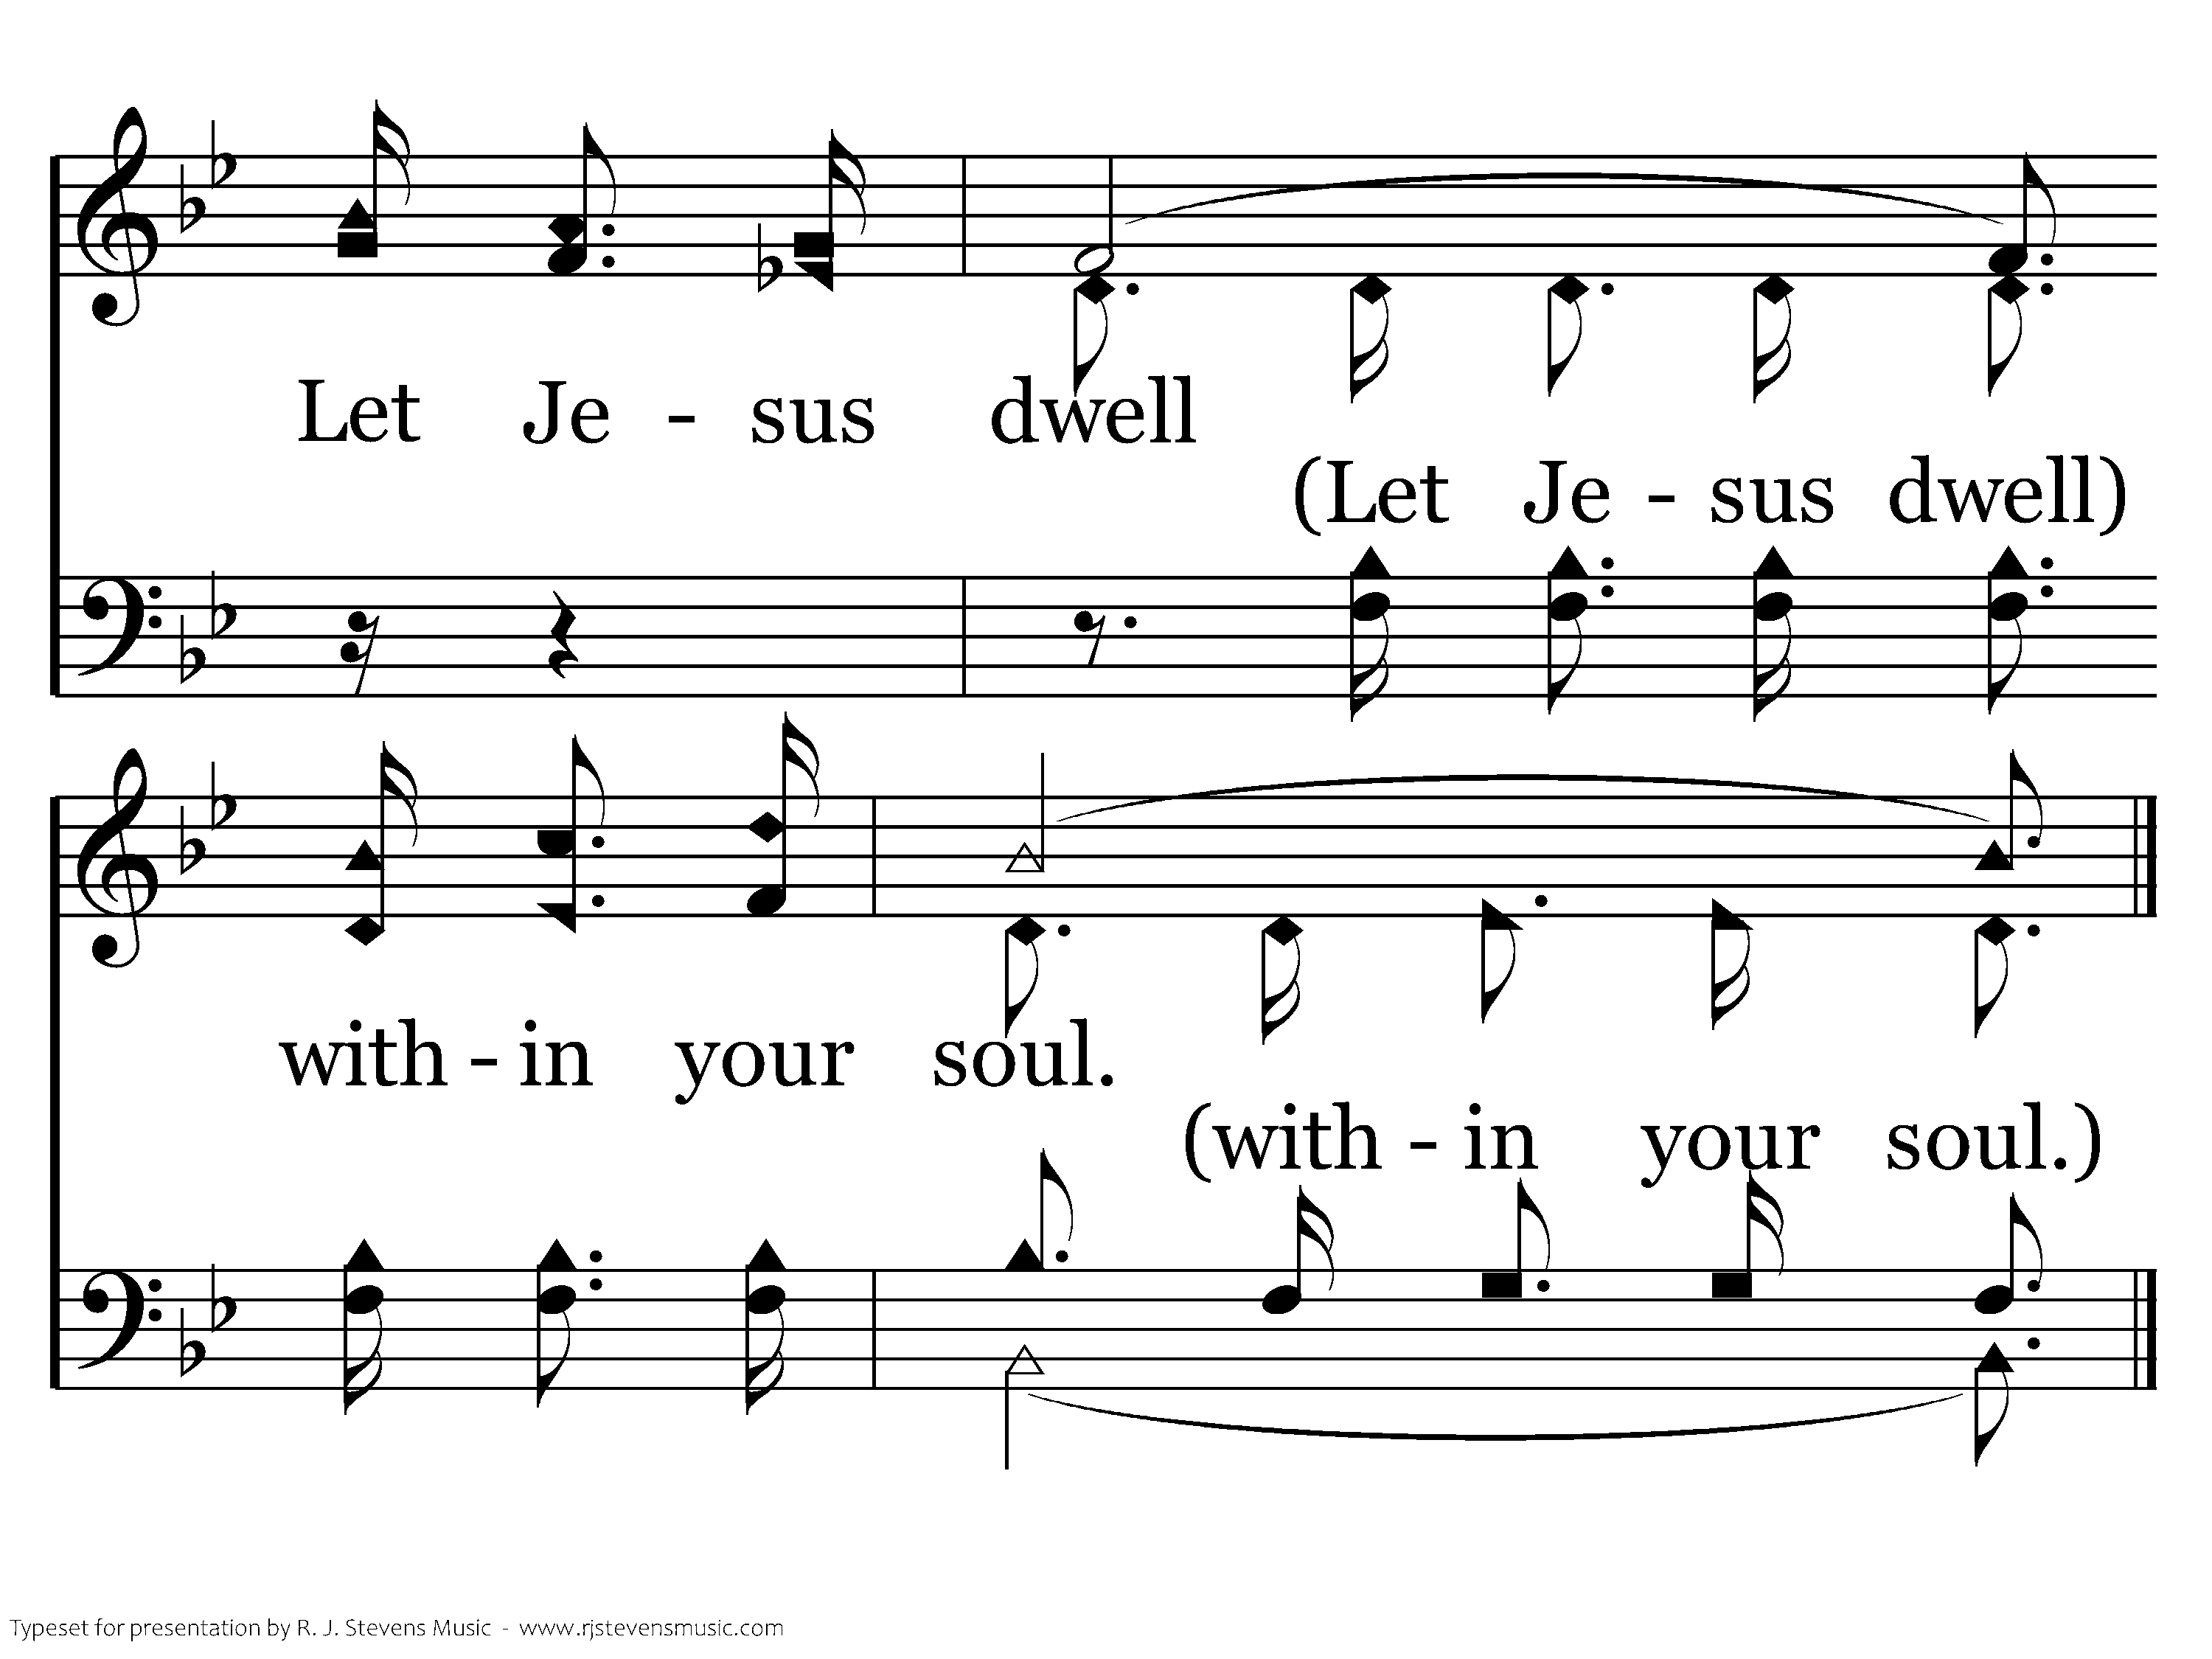 Let Je - sus dwell
(Let Je - sus dwell)
with - in your soul.
(with - in your soul.)
Typeset for presentation by R. J. Stevens Music - www.rjstevensmusic.com